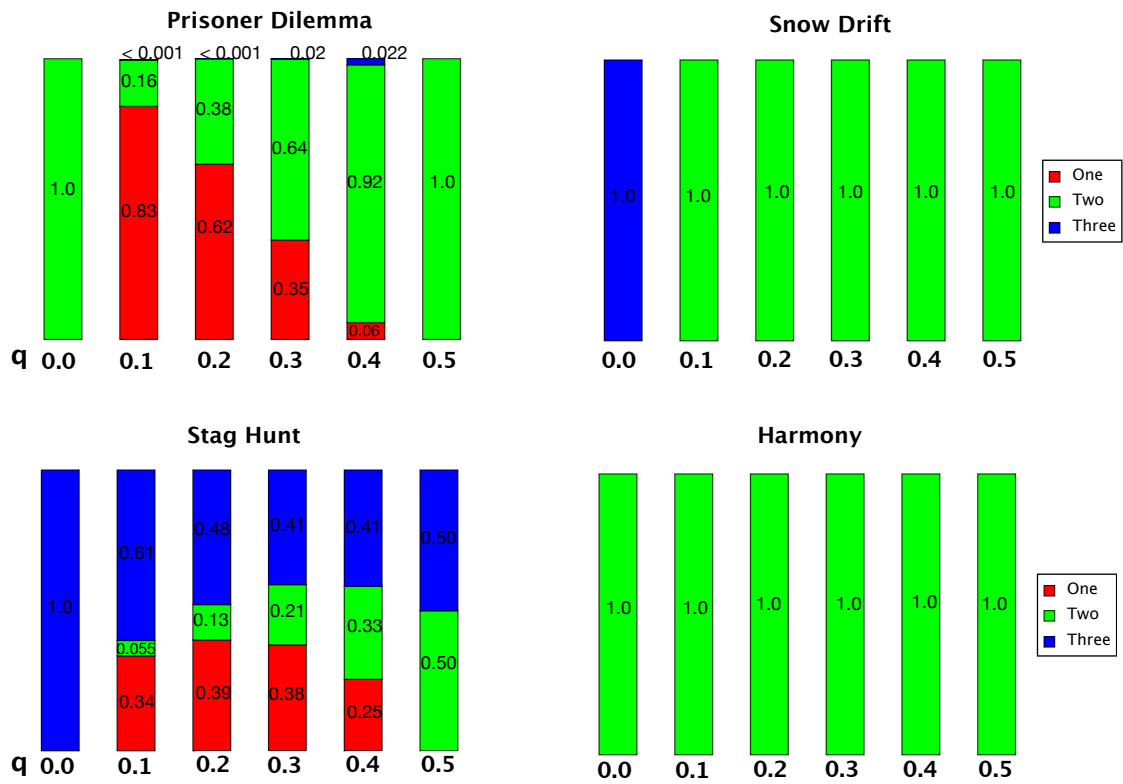 Prisoner Dilemma
< 0.001 < 0.001 0.02 0.022
0.16
0.38
0.64
0.92
1.0
1.0
0.83
0.62
0.35
0.06
q 0.0 0.1 0.2 0.3 0.4 0.5
Snow Drift
1.0 1.0 1.0 1.0 1.0 1.0
0.0 0.1 0.2 0.3 0.4 0.5
One
Two
Three
Stag Hunt
1.0
0.61
0.48
0.41
0.41
0.50
0.055
0.13
0.21
0.33
0.50
0.34
0.39
0.38
0.25
q 0.0 0.1 0.2 0.3 0.4 0.5
Harmony
1.0 1.0 1.0 1.0 1.0 1.0
0.0 0.1 0.2 0.3 0.4 0.5
One
Two
Three